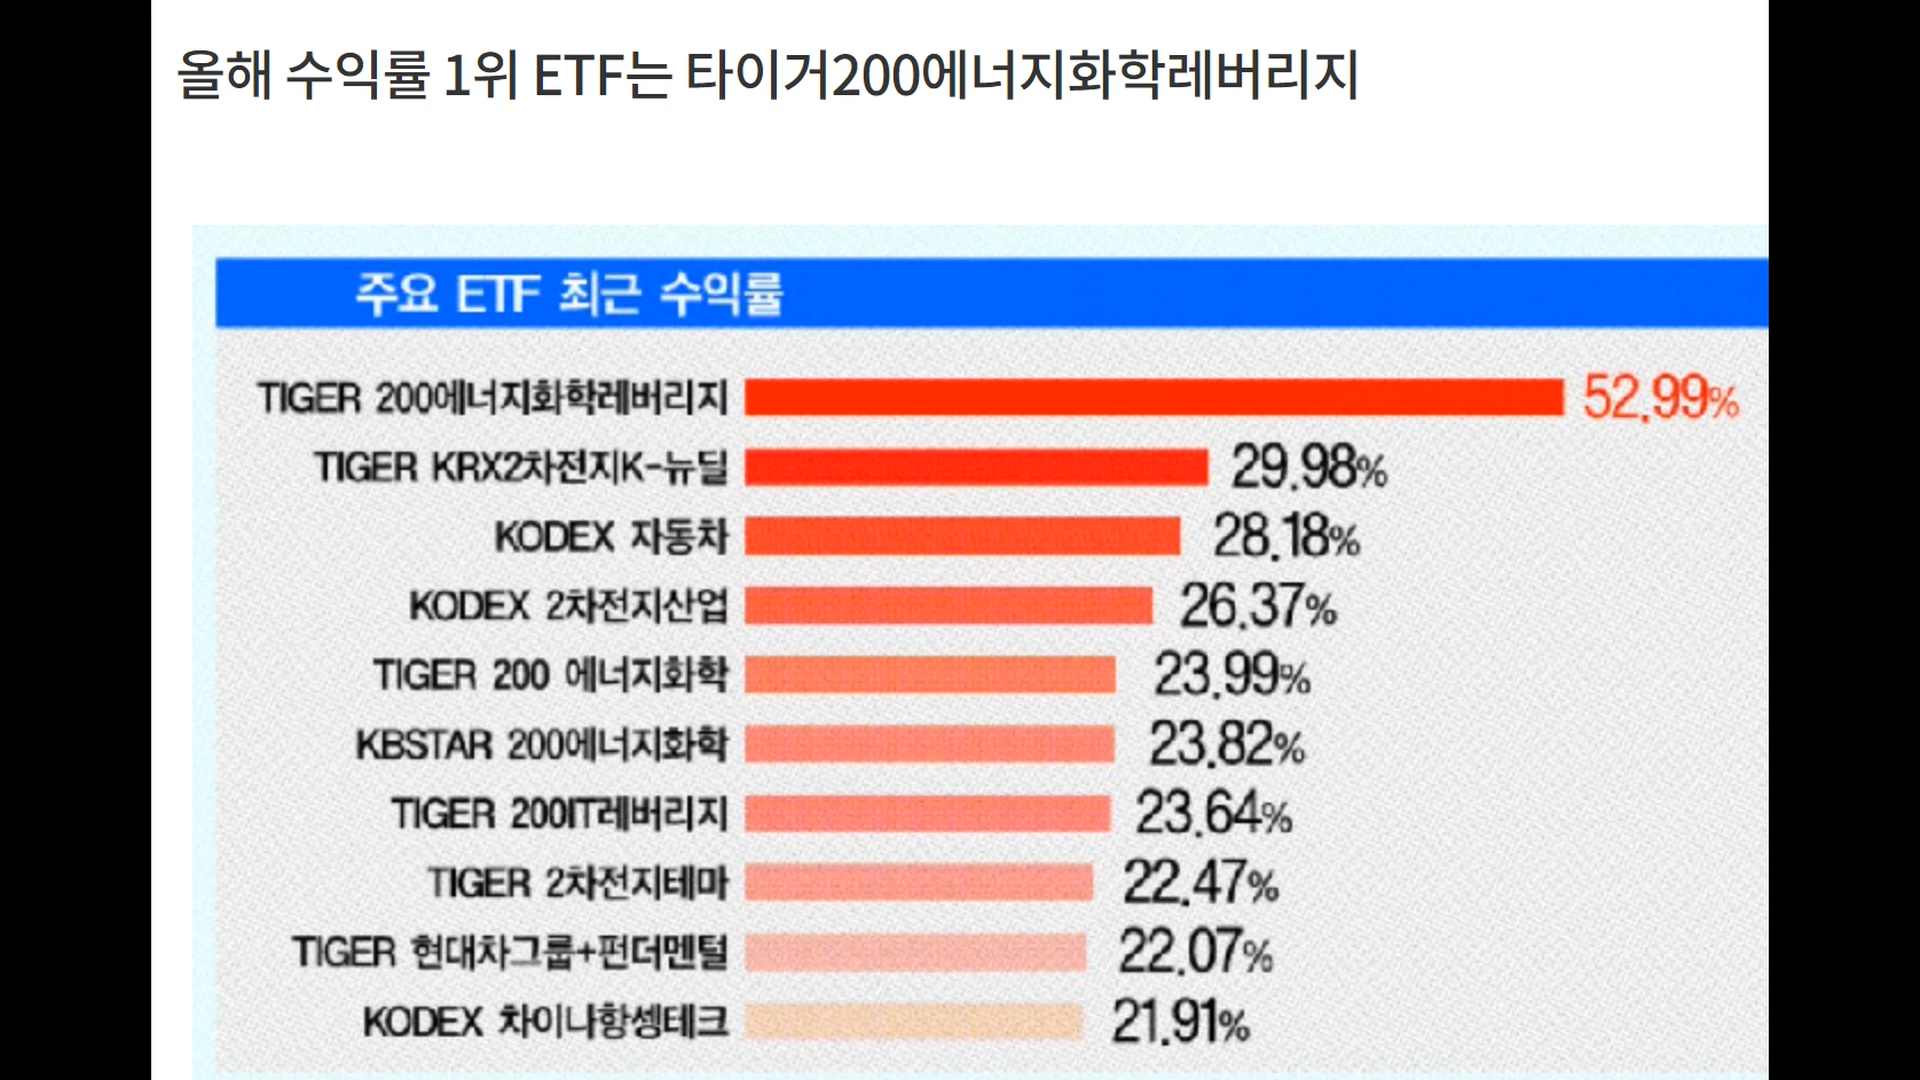 올해 수익률 1위 ETF는 타이거200에너지화학레버리지
주요 ETF 최근 수익률
TIGER 200에너지화학레버리지 52.99%
TIGER KRX2차전지K-뉴딜 29.98%
KODEX 자동차 28.18%
KODEX 2차전지산업 26.37%
TIGER 200 에너지화학 23.99%
KBSTAR 200에너지화학 23.82%
TIGER 200IT레버리지 23.64%
TIGER 2차전지테마 22.47%
TIGER 현대차그룹+펀더멘털 22.07%
KODEX 차이나항셍테크 21.91%